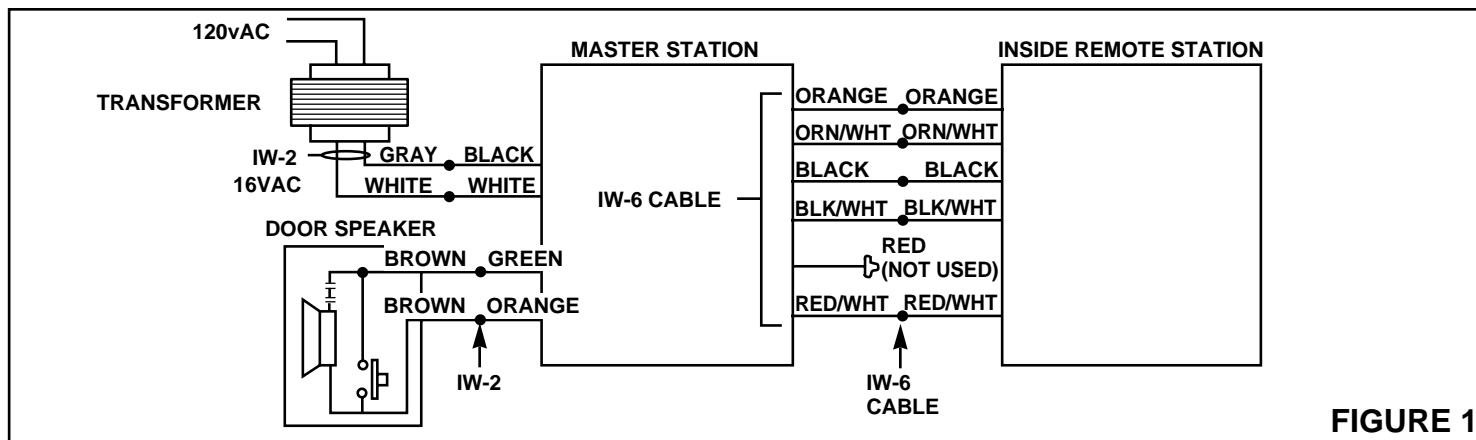 120vAC
TRANSFORMER
IW-2
16VAC
GRAY BLACK
WHITE WHITE
DOOR SPEAKER
BROWN GREEN
BROWN ORANGE
IW-2
MASTER STATION
IW-6 CABLE
INSIDE REMOTE STATION
ORANGE ORANGE
ORN/WHT ORN/WHT
BLACK BLACK
BLK/WHT BLK/WHT
RED
(NOT USED)
RED/WHT RED/WHT
IW-6
CABLE
FIGURE 1